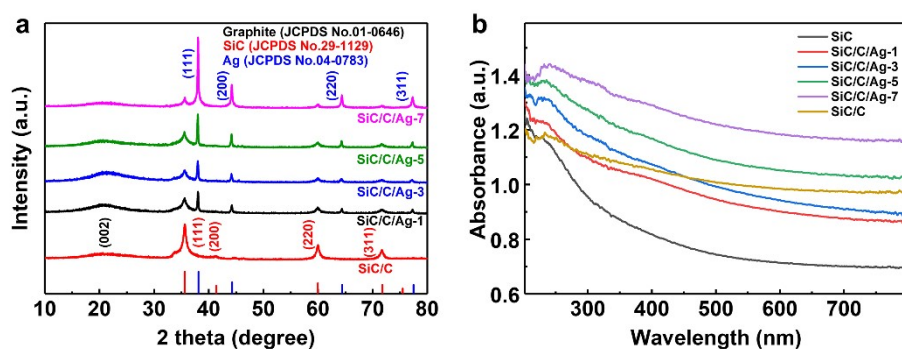 a
Graphite (JCPDS No.01-0646)
SiC (JCPDS No.29-1129)
Ag (JCPDS No.04-0783)
(111)
(200)
(220)
(311)
SiC/C/Ag-7
SiC/C/Ag-5
SiC/C/Ag-3
SiC/C/Ag-1
(002)
(111)
(200)
(220)
(311)
SiC/C
Intensity (a.u.)
10 20 30 40 50 60 70 80
2 theta (degree)
b
SiC
SiC/C/Ag-1
SiC/C/Ag-3
SiC/C/Ag-5
SiC/C/Ag-7
SiC/C
Absorbance (a.u.)
1.4
1.2
1.0
0.8
0.6
300 400 500 600 700
Wavelength (nm)